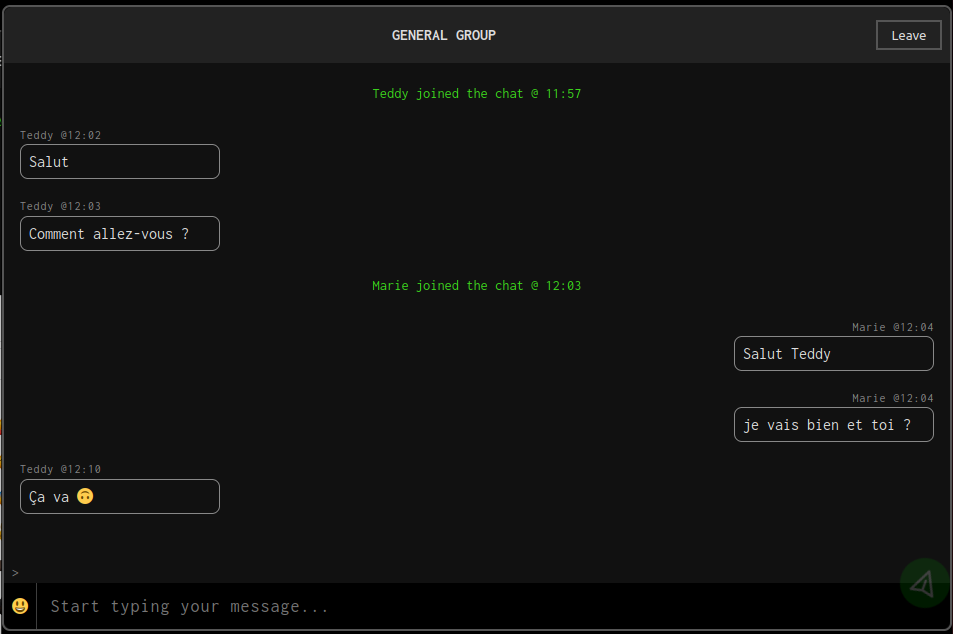 GENERAL GROUP
Leave
Teddy joined the chat @ 11:57
Teddy @12:02
Salut
Teddy @12:03
Comment allez-vous ?
Marie joined the chat @ 12:03
Marie @12:04
Salut Teddy
Marie @12:04
je vais bien et toi ?
Teddy @12:10
Ça va 🙃
>
Start typing your message...